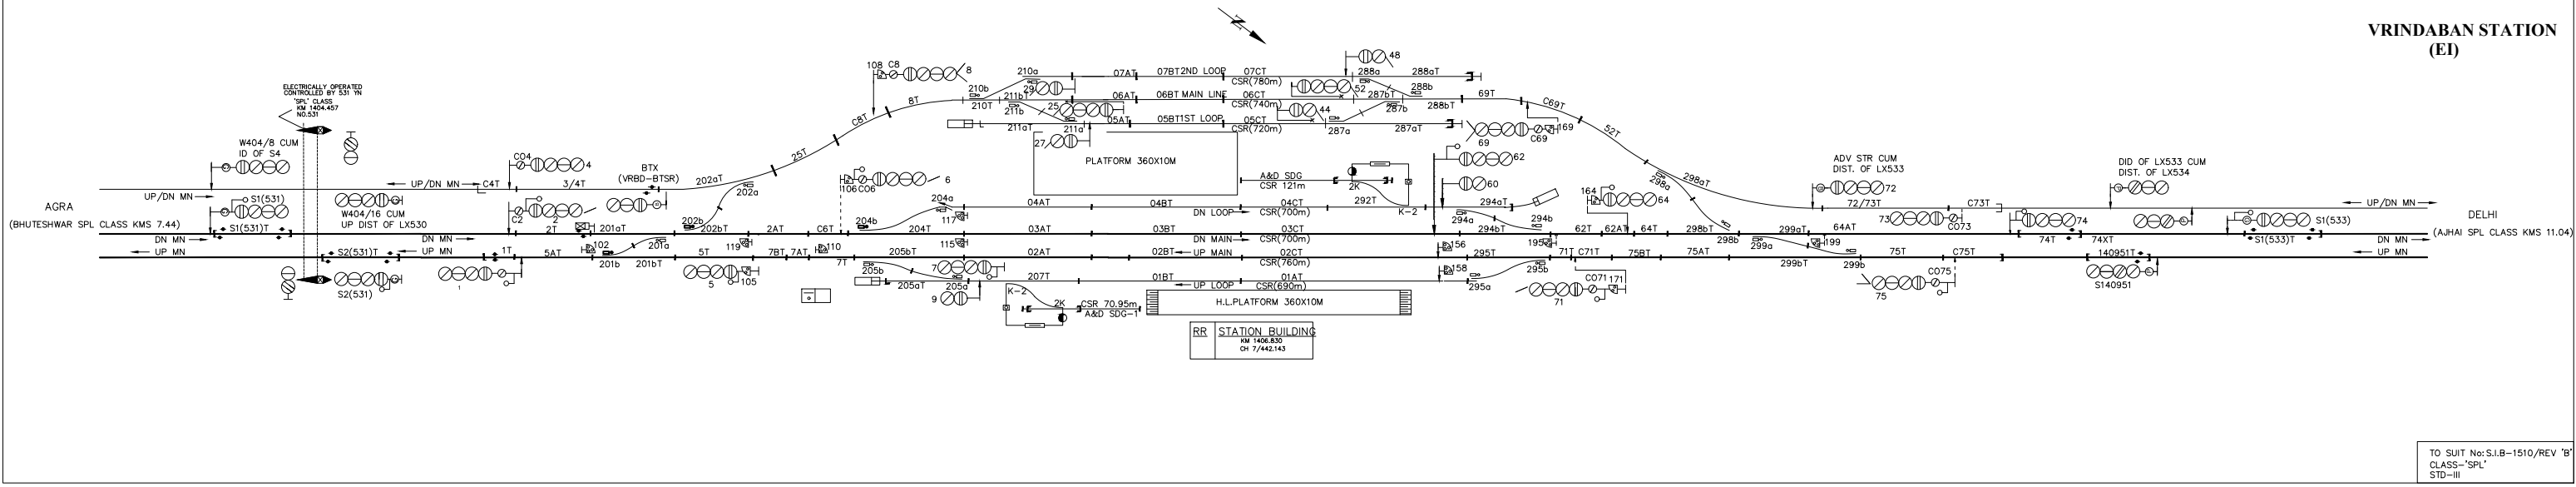 N
VRINDABAN STATION
(EI)
48
108 C8
8
210a
07AT 07BT2ND LOOP 07CT
288a 288aT
CSR(780m)
ELECTRICALLY OPERATED
CONTROLLED BY 531 YN
'SPL' CLASS
KM 1404.457
NO.531
210b
29
52
288b
8T
211bT
06AT 06BT MAIN LINE 06CT
287bT
69T
210T
211b
25
CSR(740m)
44
287b
288bT
C69T
C8T
05AT 05BT1ST LOOP 05CT
211aT
211a
CSR(720m)
287a
287aT
C69
169
69
52T
W404/8 CUM
ID OF S4
27
25T
PLATFORM 360X10M
62
C04
4
BTX
(VRBD-BTSR)
ADV STR CUM
DIST. OF LX533
DID OF LX533 CUM
DIST. OF LX534
UP/DN MN
C4T
3/4T
202aT
202a
106 C06
6
A&D SDG
CSR 121m
2K
60
298a
298aT
72
UP/DN MN
S1(531)
W404/16 CUM
UP DIST OF LX530
292T
164
64
AGRA
(BHUTESHWAR SPL CLASS KMS 7.44)
C2
2
202b
204b
204a
117
04AT 04BT 04CT
DN LOOP
CSR(700m)
K-2
294aT
294a
294b
72/73T
C73T
73
C073
74
S1(533)
UP/DN MN
DELHI
(AJHAI SPL CLASS KMS 11.04)
S1(531)T
DN MN
DN MN
2T
201aT
201a
202bT
2AT
C6T
204T
03AT 03BT 03CT
DN MAIN
CSR(700m)
294bT
62T 62AT 64T 298bT
298b
299aT
64AT
74T 74XT
S1(533)T
DN MN
UP MN
UP MN
S2(531)T
1T
5AT
102
201b
201bT
5T
119
7BT 7AT
110
7T
205bT
115
02AT 02BT 02CT
UP MAIN
CSR(760m)
156
295T
195
71T C71T 75BT 75AT
299a
299bT
299b
199
75T
C75T
140951T
UP MN
S2(531)
1
5
105
205b
205aT
205a
7
207T
01BT 01AT
UP LOOP
CSR(690m)
158
295b
295a
CO71 171
71
CO75
75
S140951
9
K-2
2K
CSR 70.95m
A&D SDG-1
H.L.PLATFORM 360X10M
RR
STATION BUILDING
KM 1406.830
CH 7/442.143
TO SUIT No:S.I.B-1510/REV 'B'
CLASS-'SPL'
STD-III